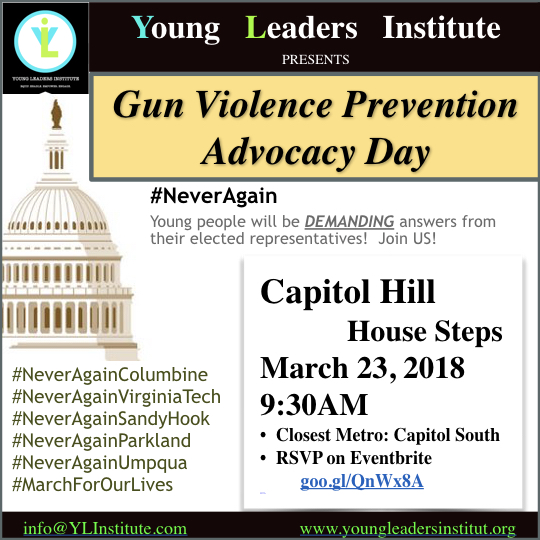 YL
YOUNG LEADERS INSTITUTE
Young Leaders Institute
PRESENTS
Gun Violence Prevention
Advocacy Day
#NeverAgain
Young people will be DEMANDING answers from
their elected representatives! Join US!
Capitol Hill
House Steps
March 23, 2018
9:30AM
• Closest Metro: Capitol South
• RSVP on Eventbrite
goo.gl/QnWx8A
#NeverAgainColumbine
#NeverAgainVirginiaTech
#NeverAgainSandyHook
#NeverAgainParkland
#NeverAgainUmpqua
#MarchForOurLives
info@YLInstitute.com
www.youngleadersinstitut.org